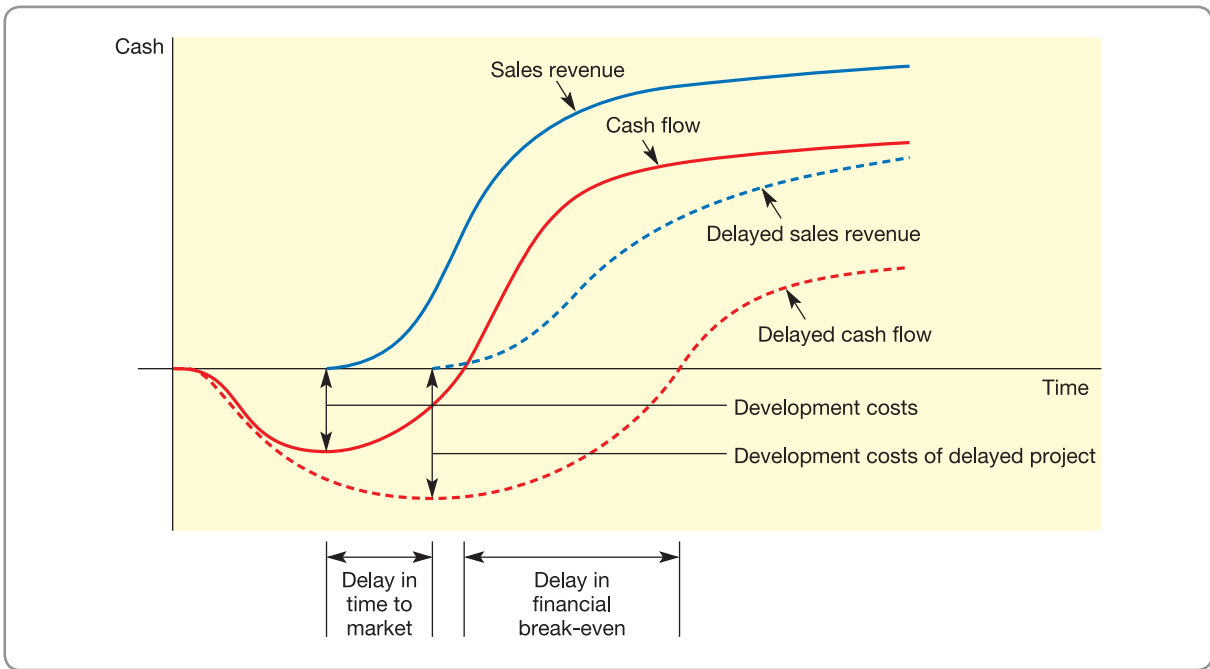 Cash
Sales revenue
Cash flow
Delayed sales revenue
Delayed cash flow
Time
Development costs
Development costs of delayed project
Delay in
time to
market
Delay in
financial
break-even